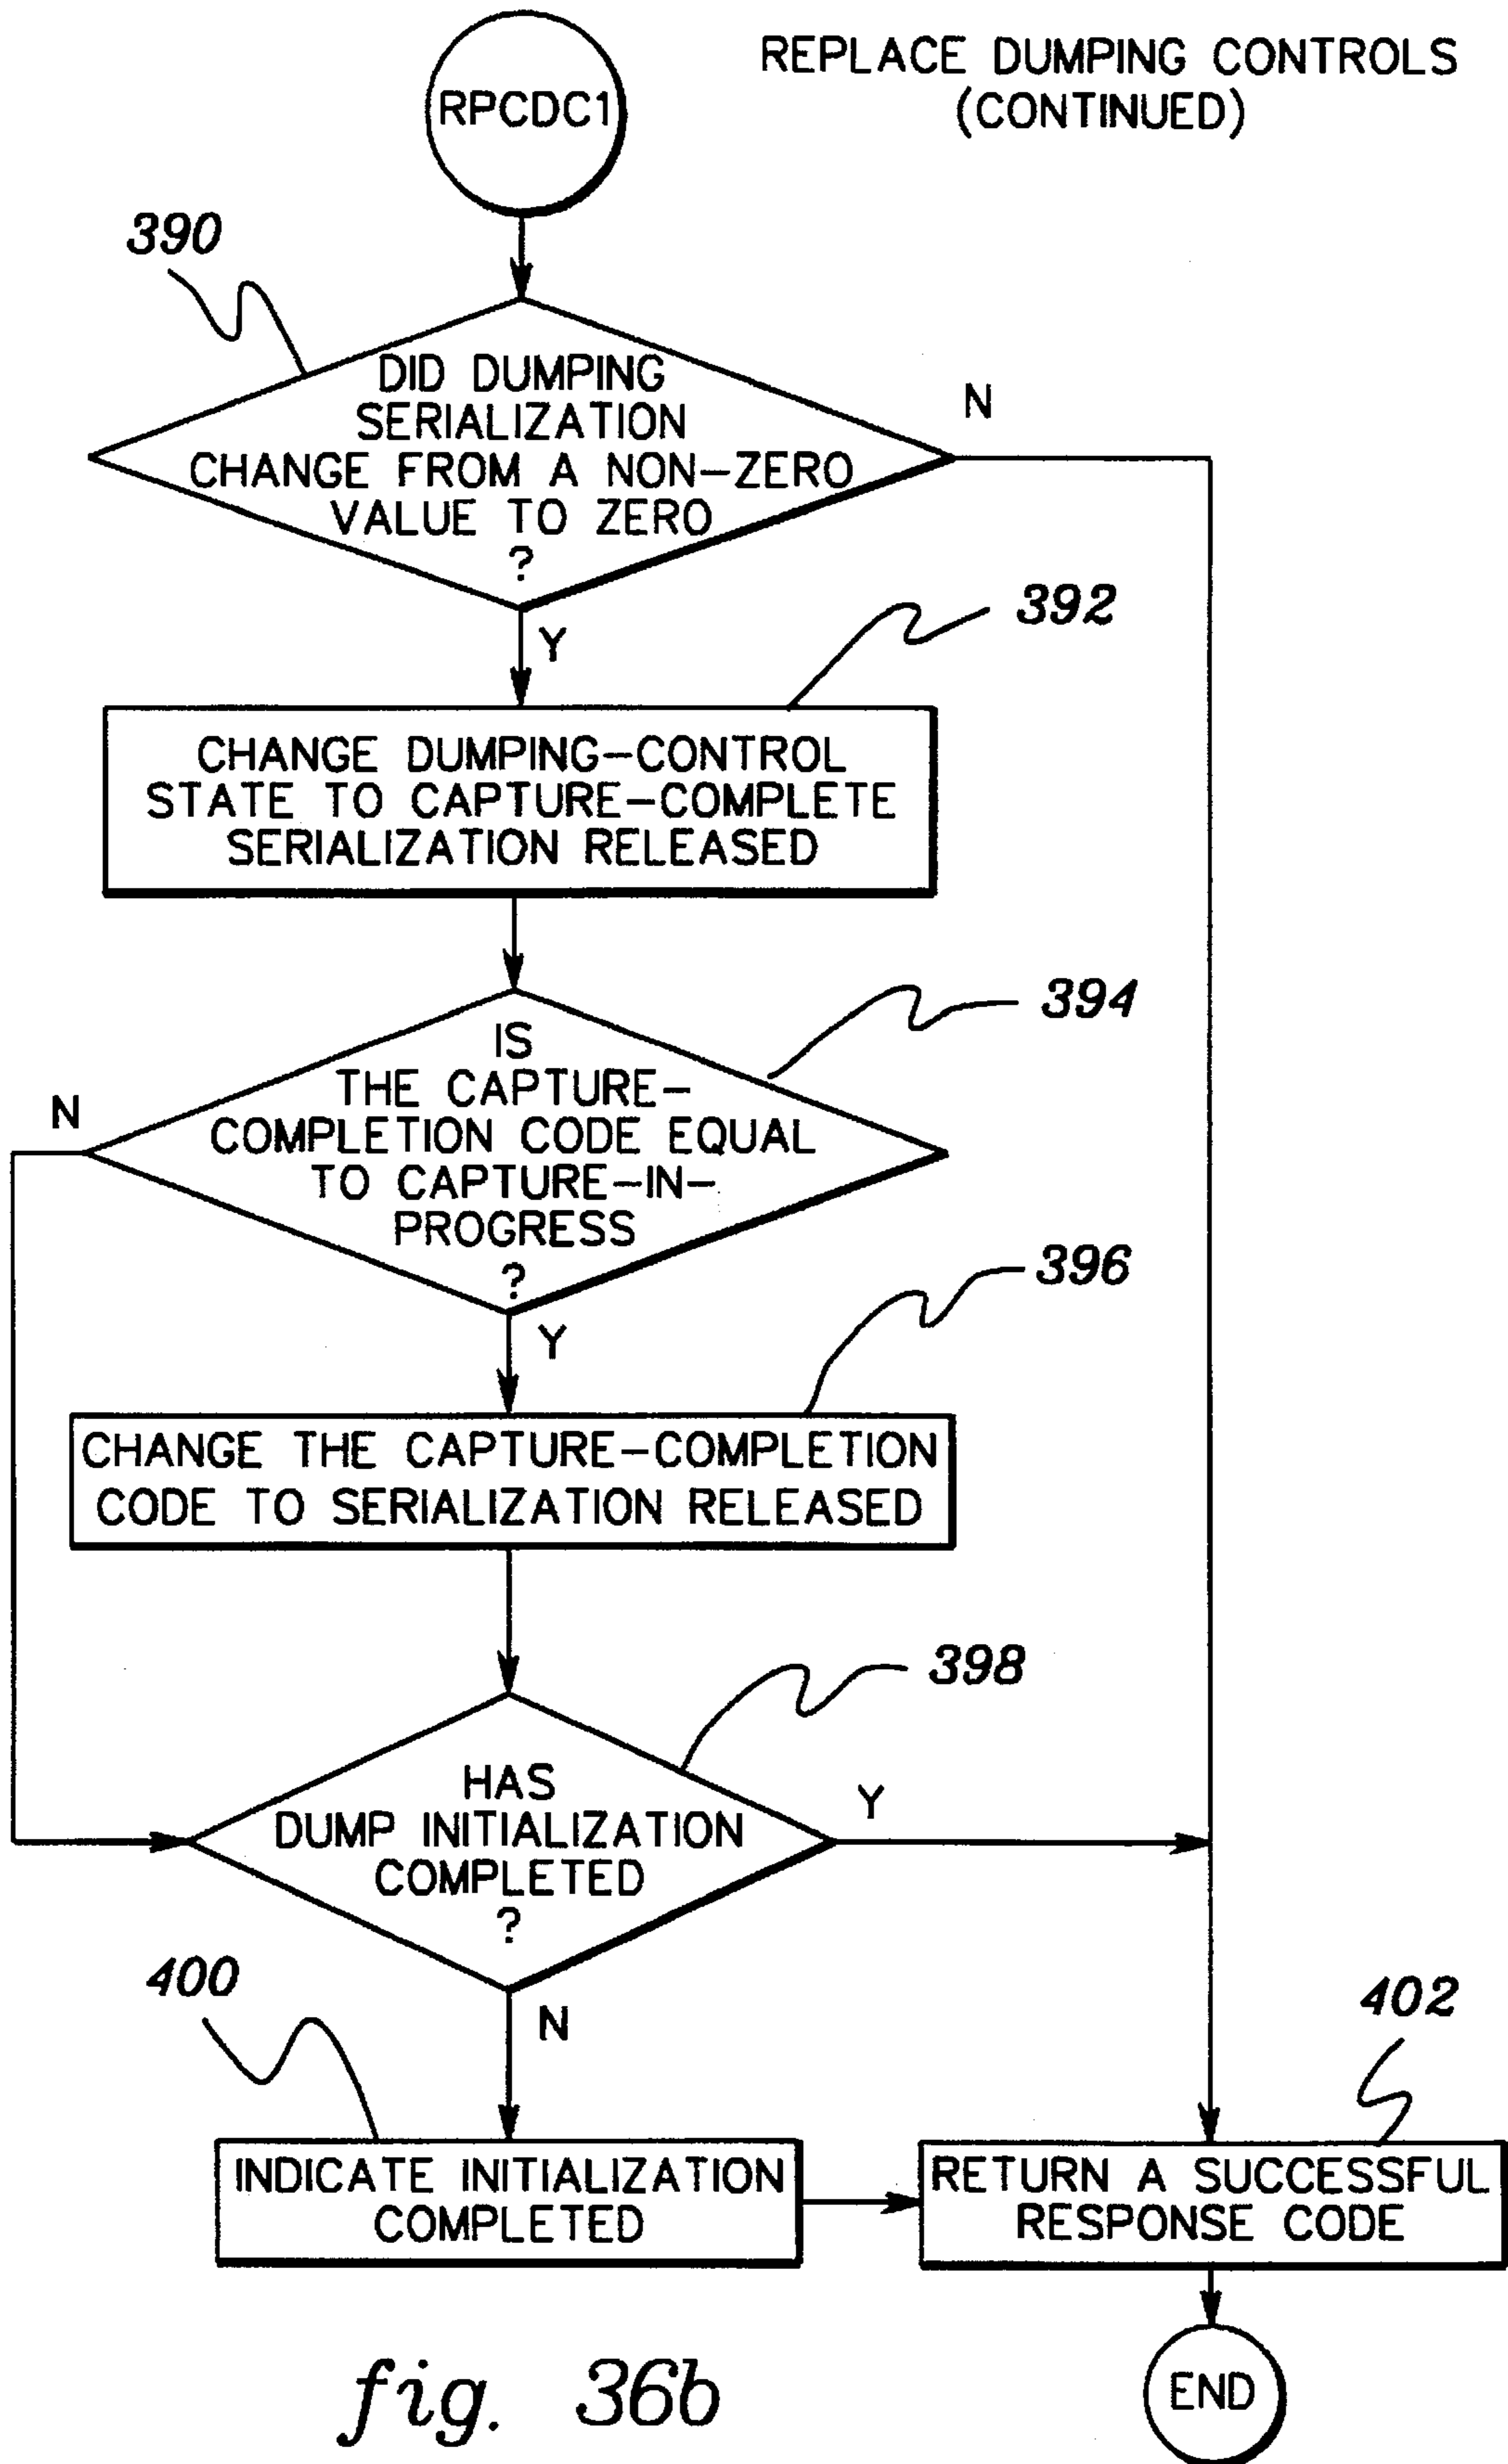 REPLACE DUMPING CONTROLS
(CONTINUED)
RPCDC1
390
DID DUMPING
SERIALIZATION
CHANGE FROM A NON-ZERO
VALUE TO ZERO
?
N
Y
392
CHANGE DUMPING-CONTROL
STATE TO CAPTURE-COMPLETE
SERIALIZATION RELEASED
394
IS
THE CAPTURE-
COMPLETION CODE EQUAL
TO CAPTURE-IN-
PROGRESS
?
N
Y
396
CHANGE THE CAPTURE-COMPLETION
CODE TO SERIALIZATION RELEASED
398
HAS
DUMP INITIALIZATION
COMPLETED
?
Y
N
400
INDICATE INITIALIZATION
COMPLETED
402
RETURN A SUCCESSFUL
RESPONSE CODE
END
fig. 36b